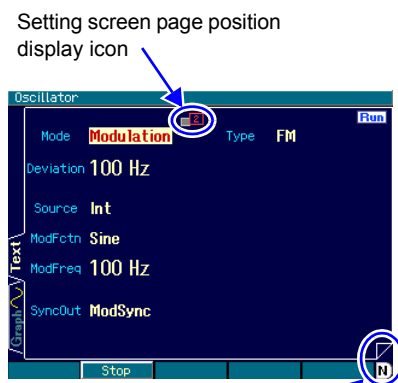 Setting screen page position
display icon
Oscillator
2
Run
Mode Modulation Type FM
Deviation 100 Hz
Source Int
ModFctn Sine
Text
ModFreq 100 Hz
SyncOut ModSync
Graph
Stop
N